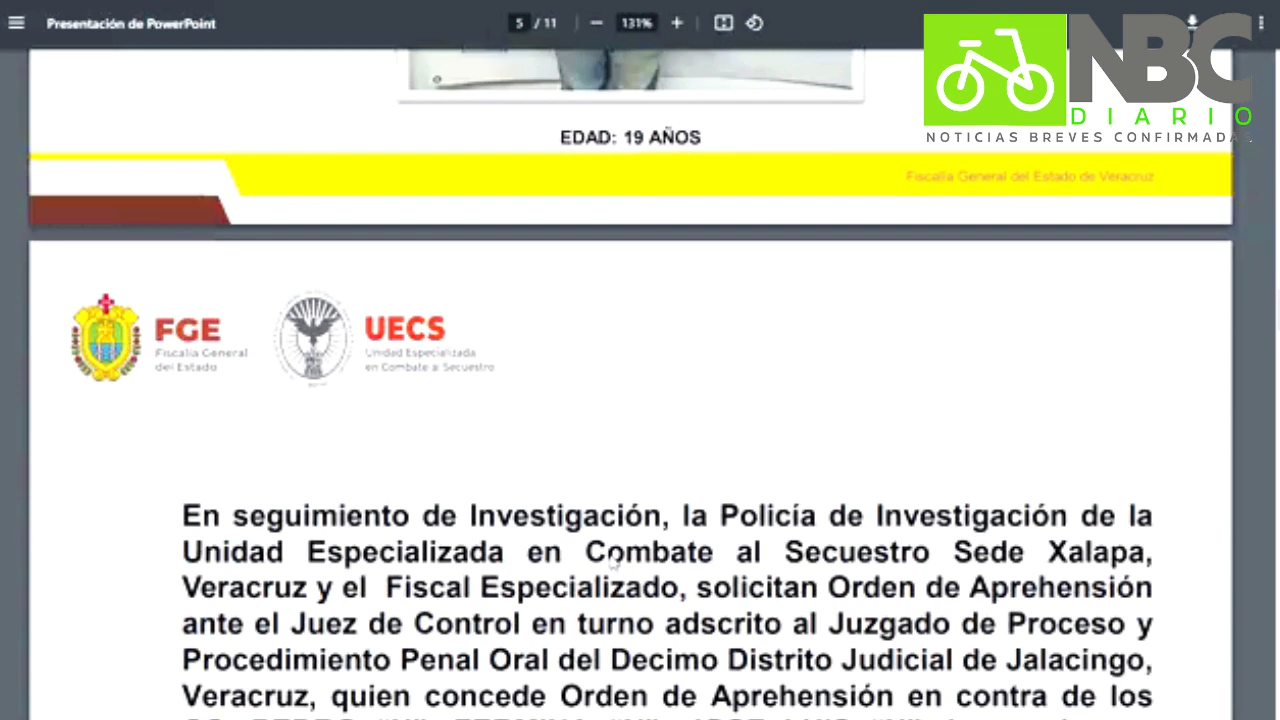 Presentación de PowerPoint
5 / 11
131%
NBC
DIARIO
NOTICIAS BREVES CONFIRMADAS
EDAD: 19 AÑOS
Fiscalía General del Estado de Veracruz
FGE
Fiscalía General
del Estado
UECS
Unidad Especializada
en Combate al Secuestro
En seguimiento de Investigación, la Policía de Investigación de la
Unidad Especializada en Combate al Secuestro Sede Xalapa,
Veracruz y el Fiscal Especializado, solicitan Orden de Aprehensión
ante el Juez de Control en turno adscrito al Juzgado de Proceso y
Procedimiento Penal Oral del Decimo Distrito Judicial de Jalacingo,
Veracruz, quien concede Orden de Aprehensión en contra de los